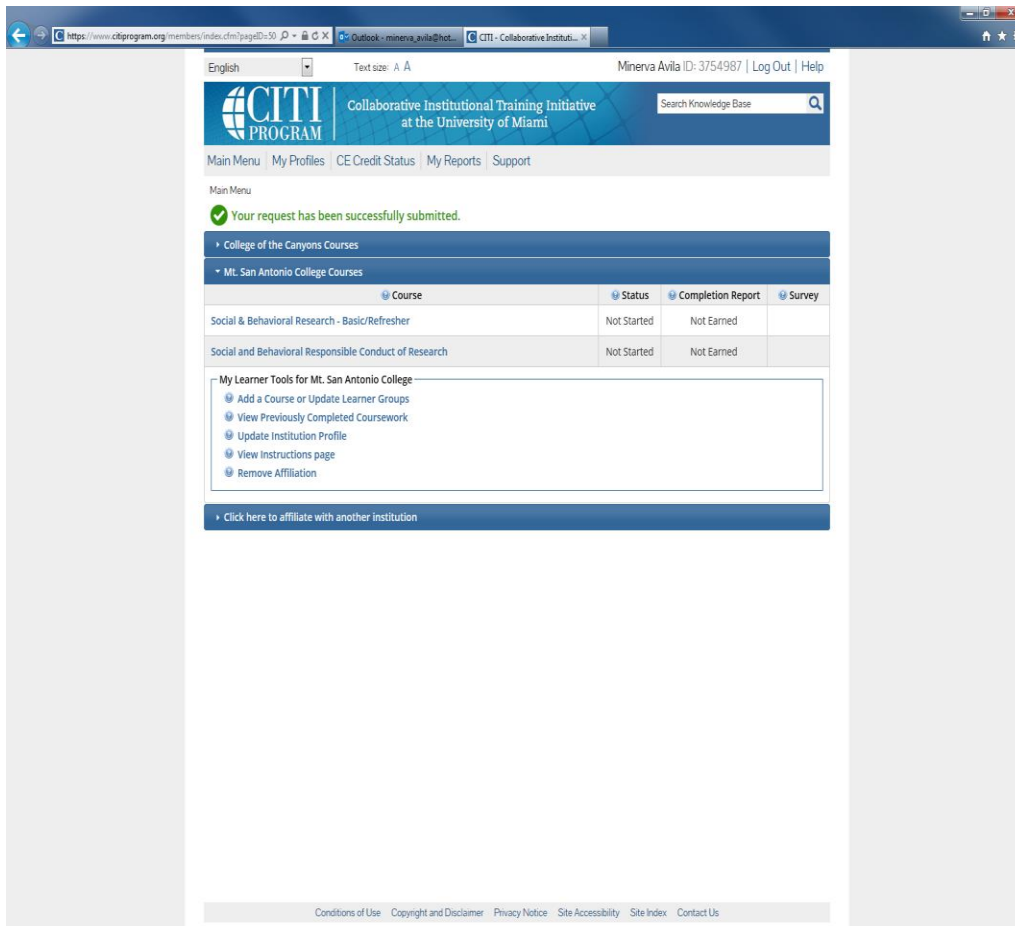 https://www.citiprogram.org/members/index.cfm?pageID=50
Outlook - minerva_avila@hot...
CITI - Collaborative Instituti...
English Text size: A A Minerva Avila ID: 3754987 | Log Out | Help
CITI PROGRAM
Collaborative Institutional Training Initiative
at the University of Miami
Search Knowledge Base
Main Menu | My Profiles | CE Credit Status | My Reports | Support
Main Menu
Your request has been successfully submitted.
College of the Canyons Courses
Mt. San Antonio College Courses
Course Status Completion Report Survey
Social & Behavioral Research - Basic/Refresher Not Started Not Earned
Social and Behavioral Responsible Conduct of Research Not Started Not Earned
My Learner Tools for Mt. San Antonio College
Add a Course or Update Learner Groups
View Previously Completed Coursework
Update Institution Profile
View Instructions page
Remove Affiliation
Click here to affiliate with another institution
Conditions of Use Copyright and Disclaimer Privacy Notice Site Accessibility Site Index Contact Us